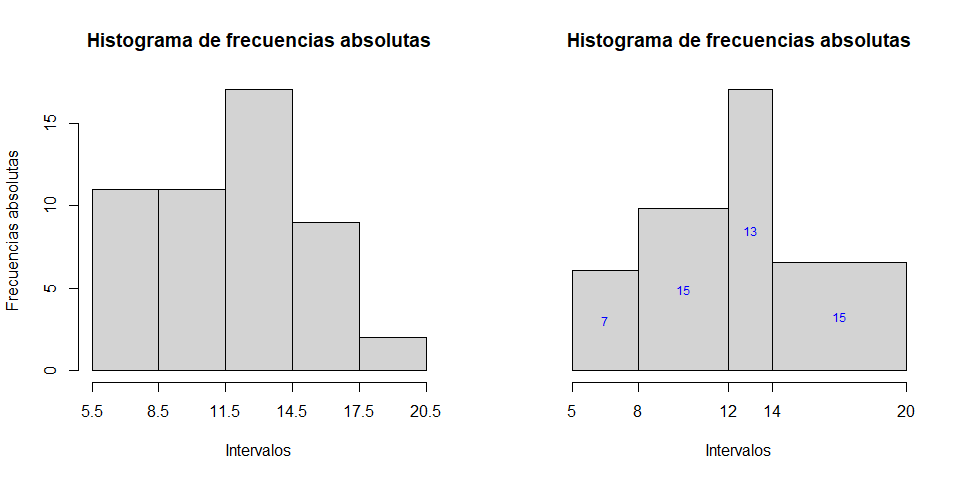 Histograma de frecuencias absolutas
Frecuencias absolutas
15
10
5
0
5.5 8.5 11.5 14.5 17.5 20.5
Intervalos
Histograma de frecuencias absolutas
7
15
13
15
5 8 12 14 20
Intervalos